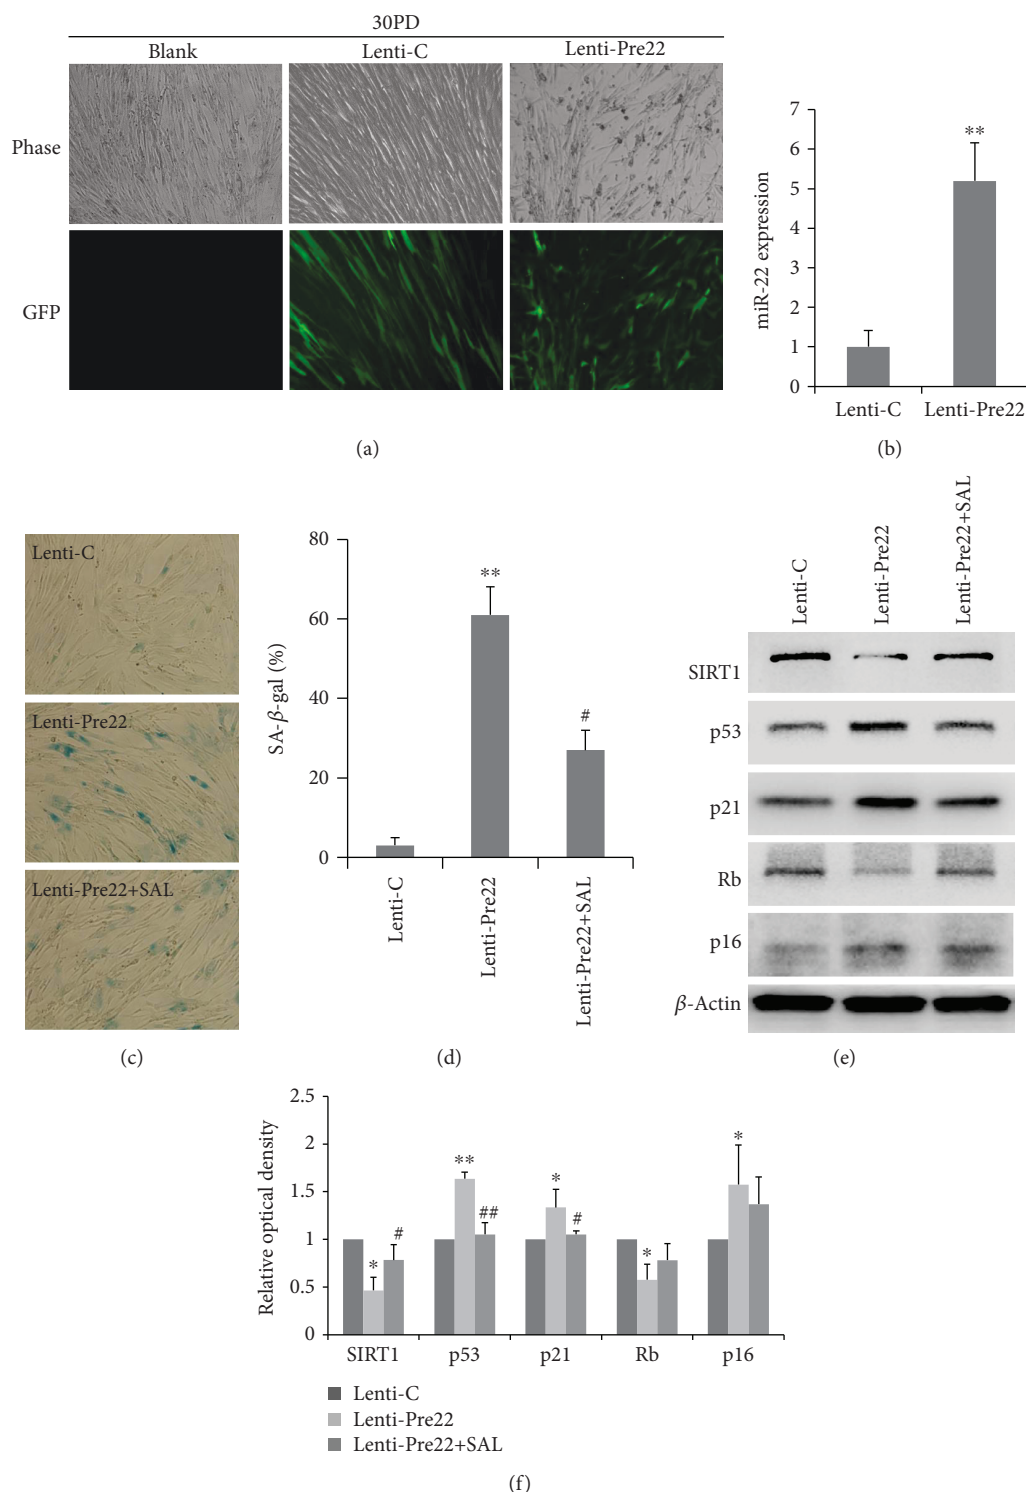 30PD
Blank
Lenti-C
Lenti-Pre22
Phase
GFP
(a)
miR-22 expression
7
6
5
4
3
2
1
0
**
Lenti-C
Lenti-Pre22
(b)
Lenti-C
Lenti-Pre22
Lenti-Pre22+SAL
(c)
SA-β-gal (%)
80
60
40
20
0
**
#
Lenti-C
Lenti-Pre22
Lenti-Pre22+SAL
(d)
Lenti-C
Lenti-Pre22
Lenti-Pre22+SAL
SIRT1
p53
p21
Rb
p16
β-Actin
(e)
Relative optical density
2.5
2
1.5
1
0.5
0
*
#
**
##
*
#
*
*
SIRT1
p53
p21
Rb
p16
Lenti-C
Lenti-Pre22
Lenti-Pre22+SAL
(f)